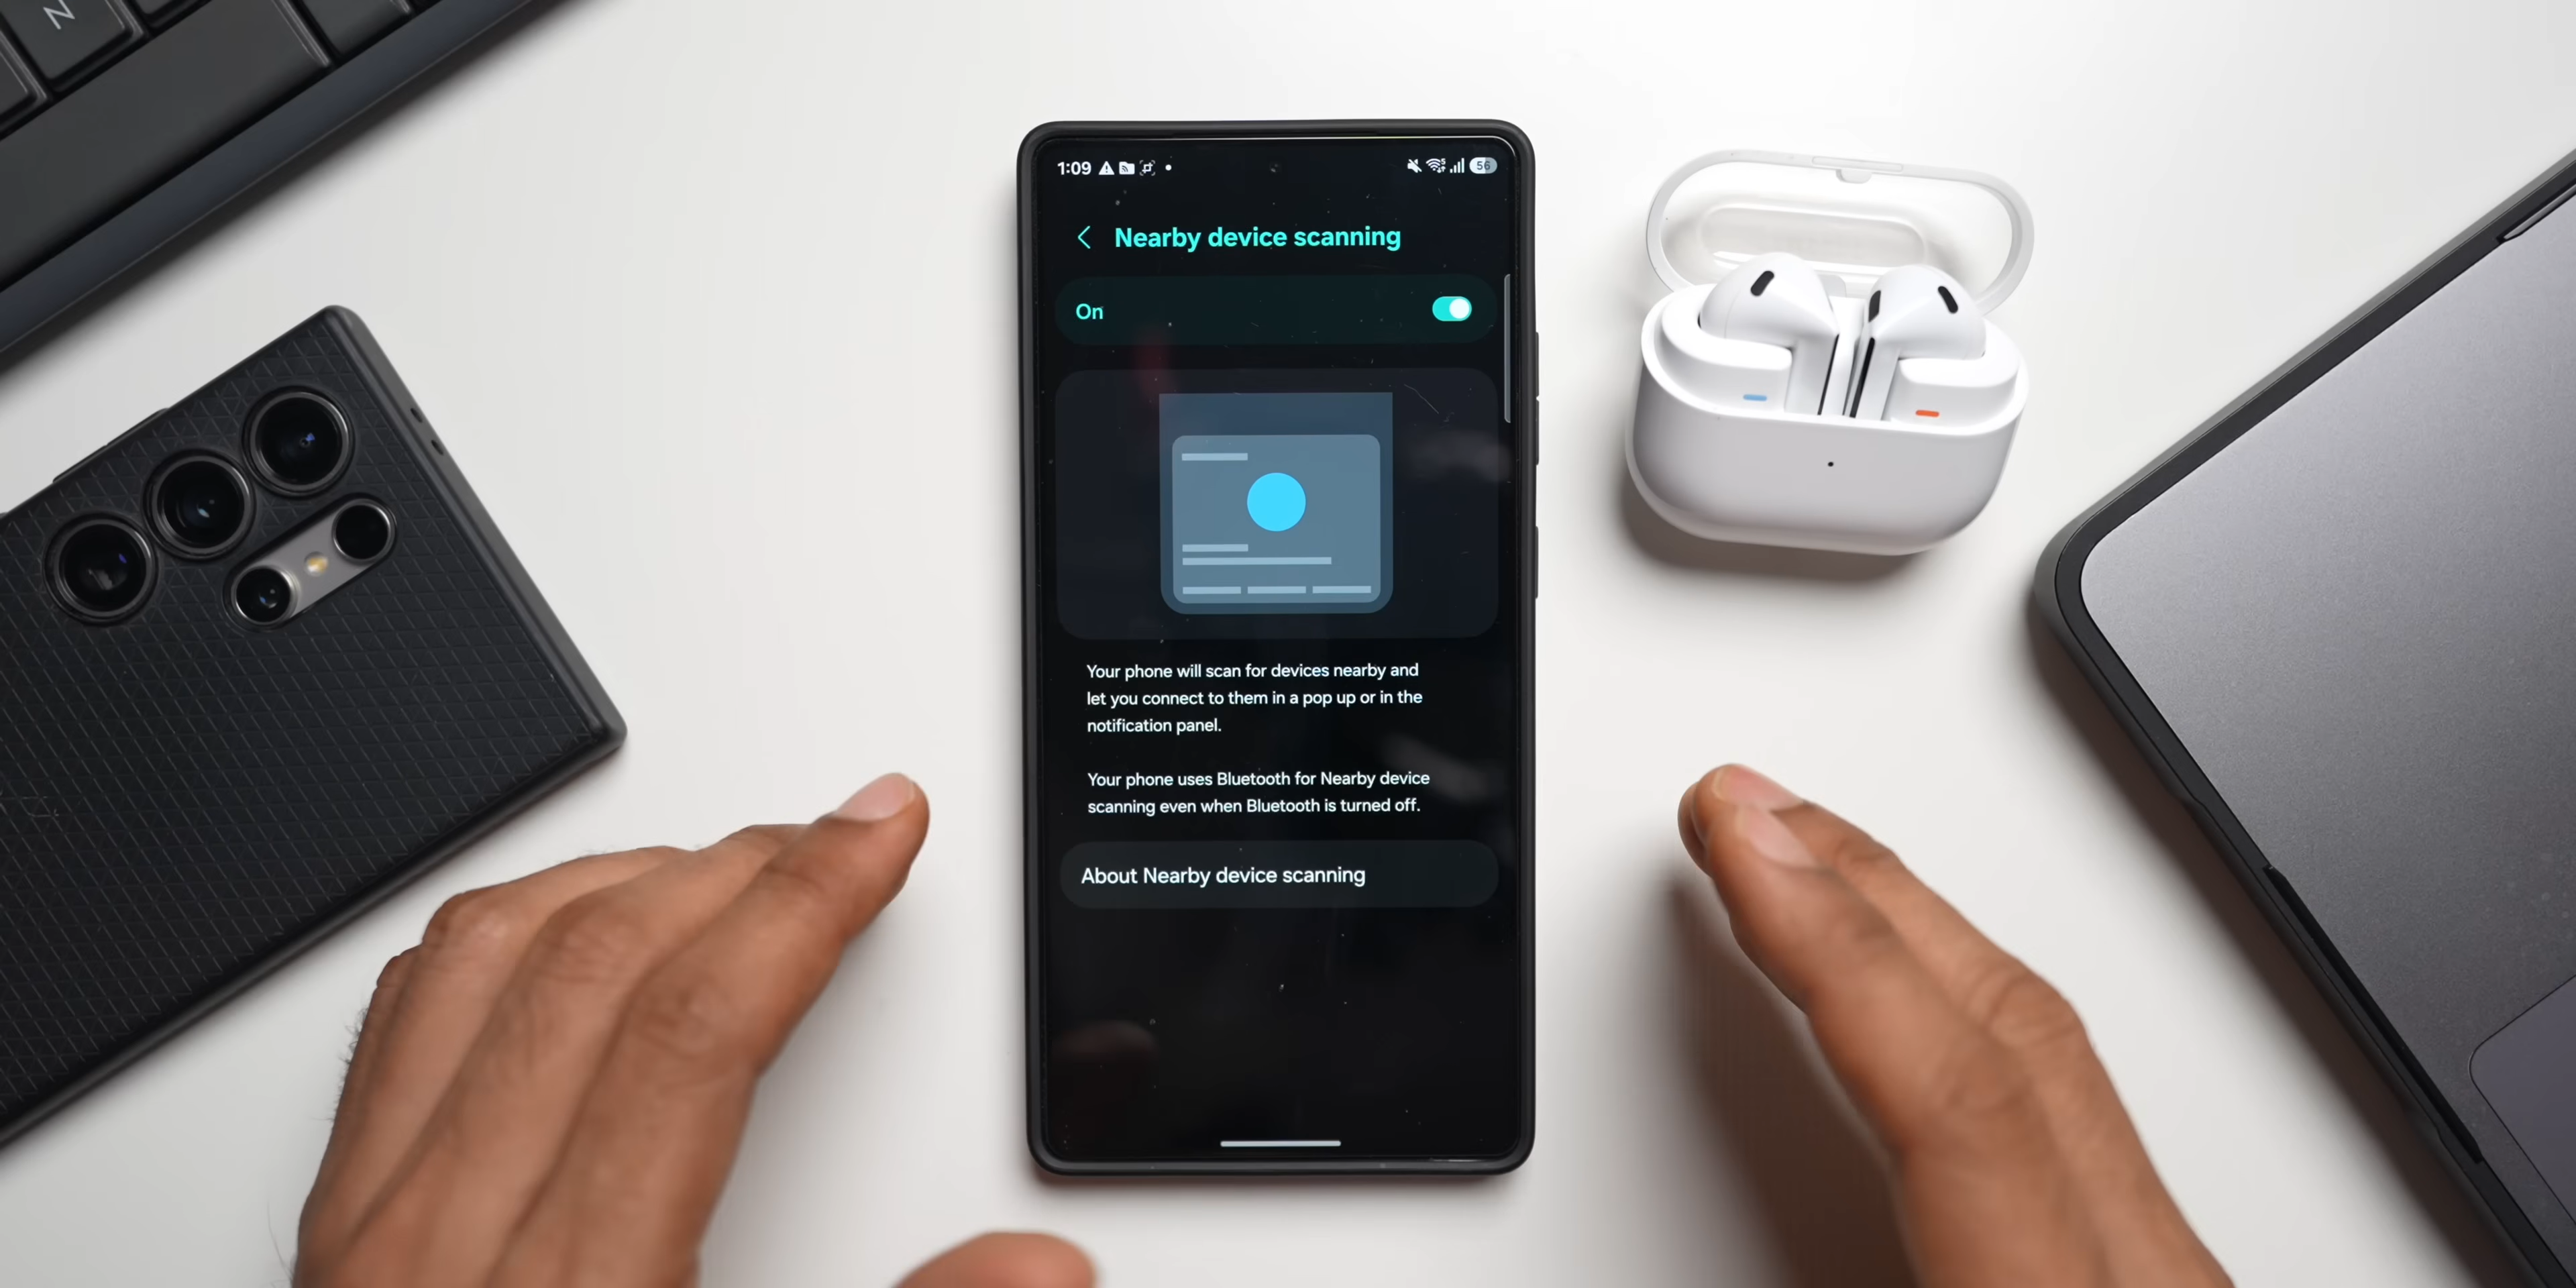 N
1:09
56
Nearby device scanning
On
Your phone will scan for devices nearby and
let you connect to them in a pop up or in the
notification panel.
Your phone uses Bluetooth for Nearby device
scanning even when Bluetooth is turned off.
About Nearby device scanning